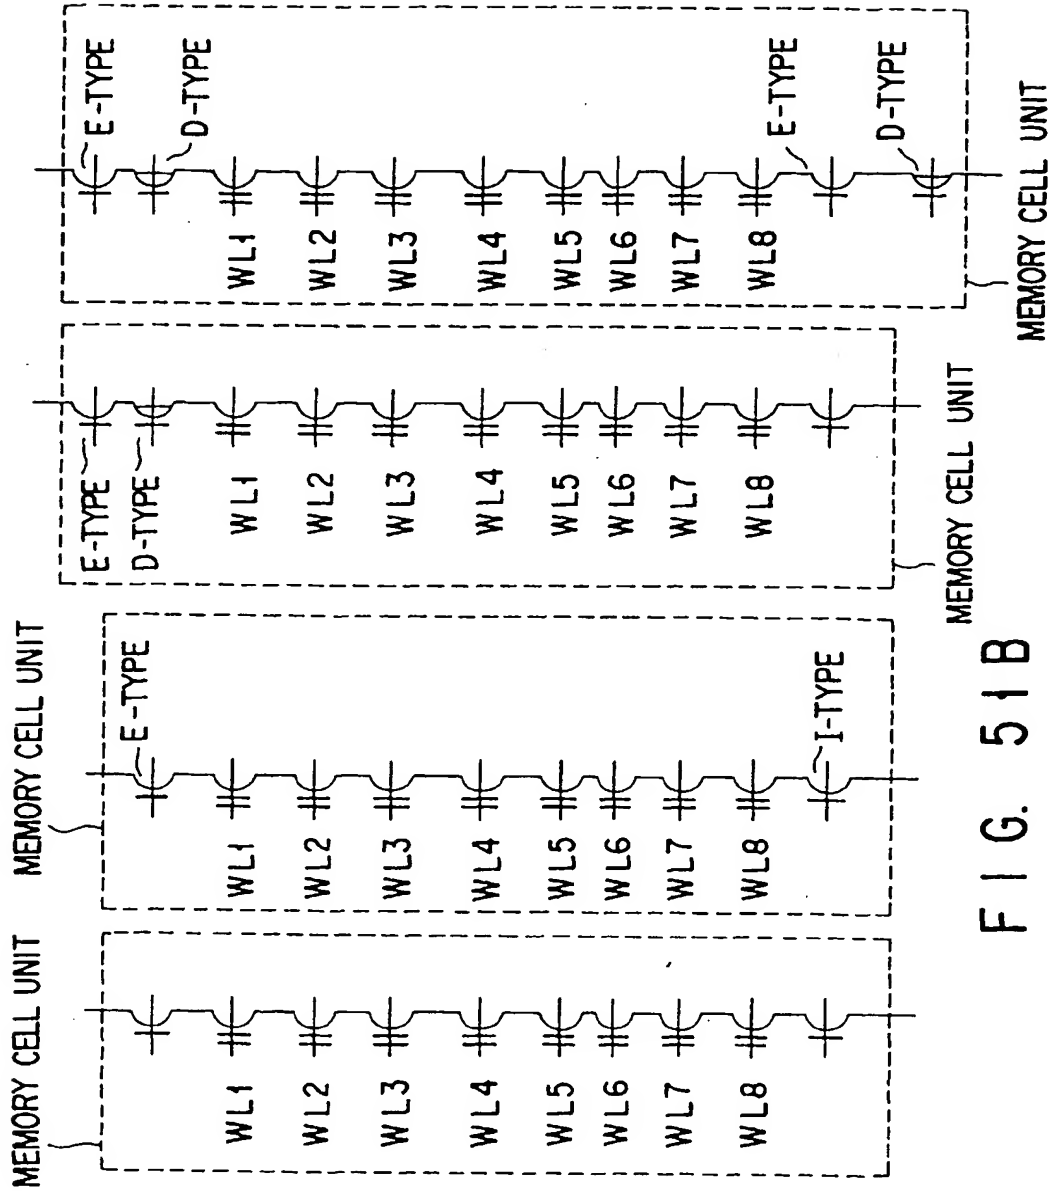 MEMORY CELL UNIT
WL1
WL2
WL3
WL4
WL5
WL6
WL7
WL8
MEMORY CELL UNIT
E-TYPE
WL1
WL2
WL3
WL4
WL5
WL6
WL7
WL8
I-TYPE
E-TYPE
D-TYPE
WL1
WL2
WL3
WL4
WL5
WL6
WL7
WL8
MEMORY CELL UNIT
E-TYPE
D-TYPE
WL1
WL2
WL3
WL4
WL5
WL6
WL7
WL8
E-TYPE
D-TYPE
MEMORY CELL UNIT
FIG. 51B